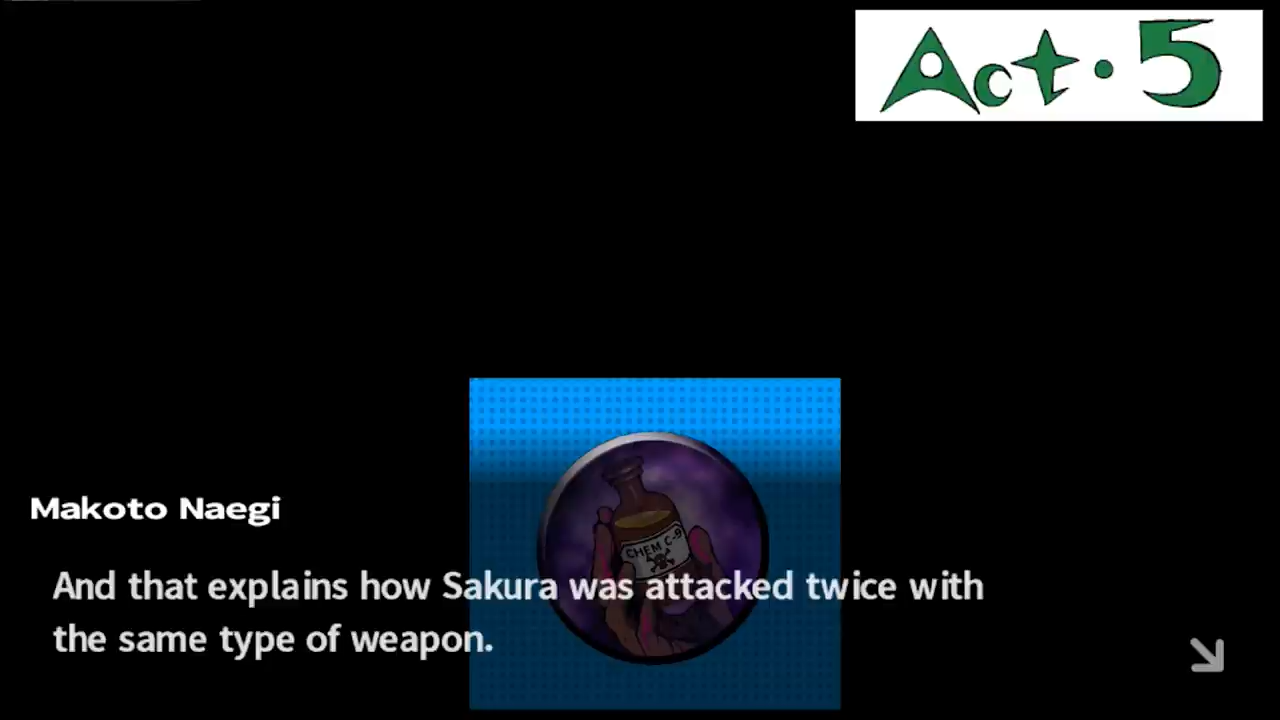 Act・5
Makoto Naegi
And that explains how Sakura was attacked twice with
the same type of weapon.
CHEM C-9